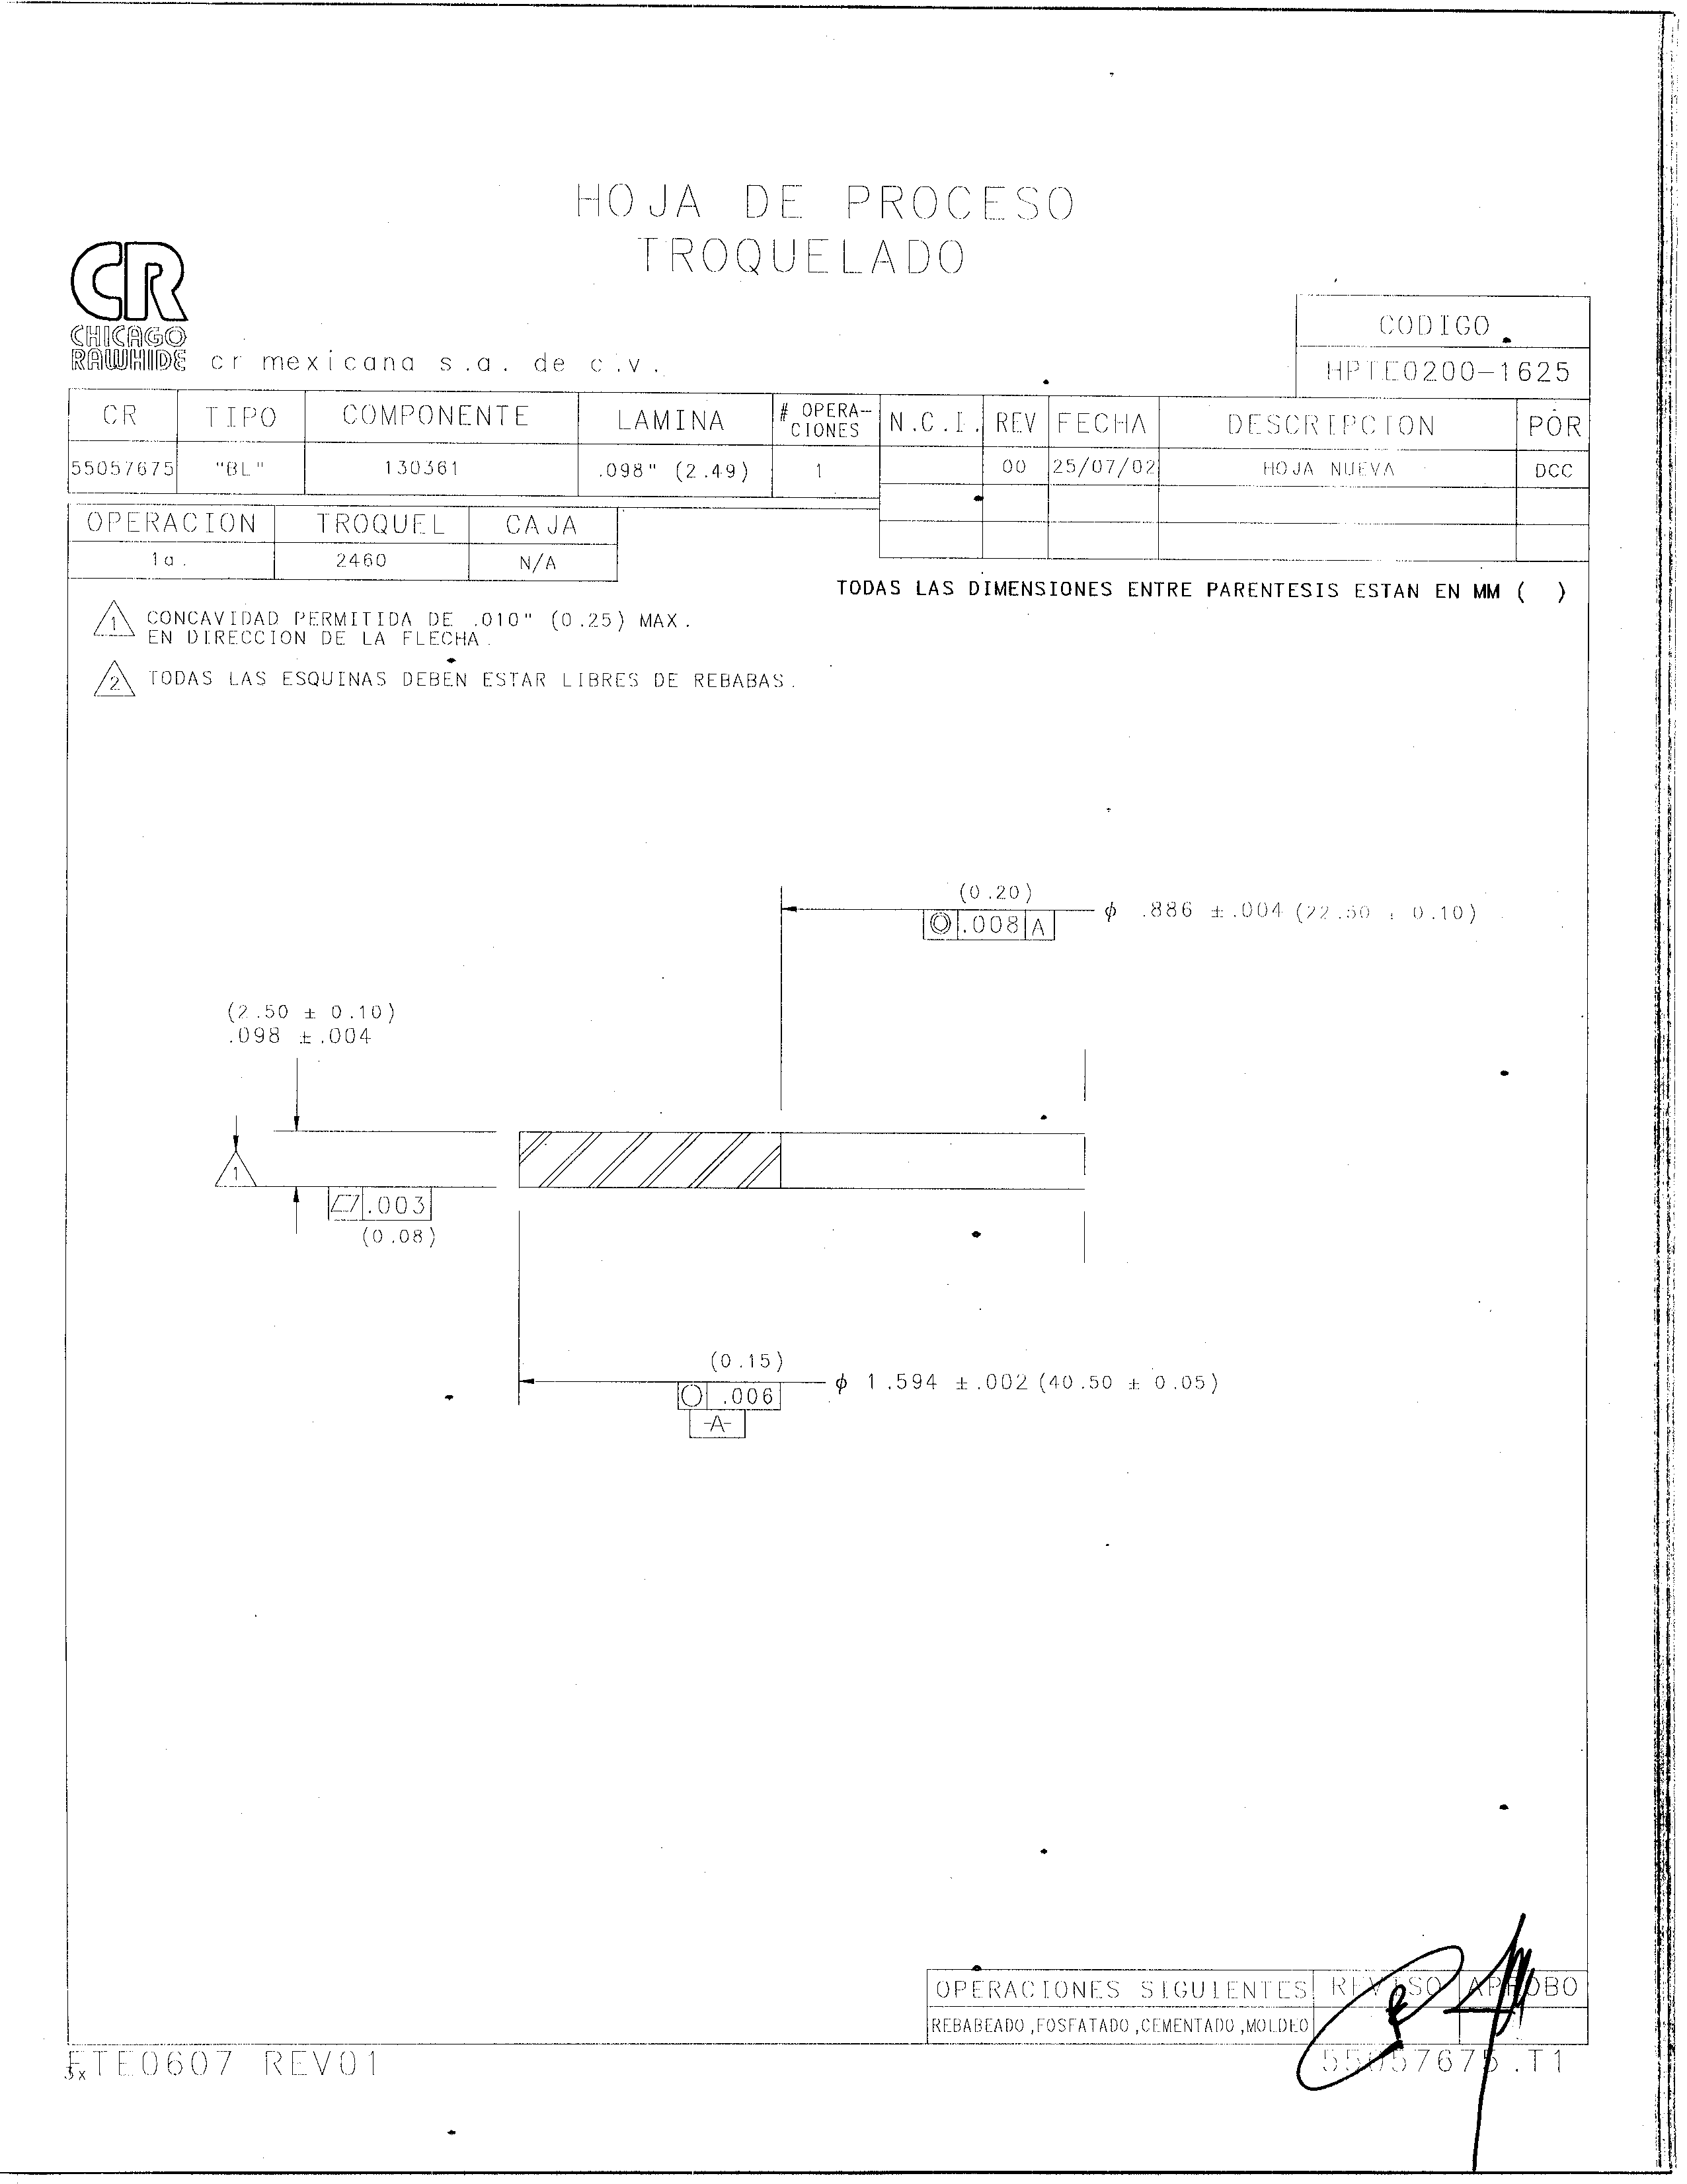 HOJA DE PROCESO
TROQUELADO
CR
CHICAGO
RAWHIDE
cr mexicana s.a. de c.v.
CODIGO
HPTE0200-1625
CR TIPO COMPONENTE LAMINA # OPERA-CIONES N.C.I. REV FECHA DESCRIPCION POR
55057675 "BL" 130361 .098" (2.49) 1 00 25/07/02 HOJA NUEVA DCC
OPERACION TROQUEL CAJA
1a. 2460 N/A
TODAS LAS DIMENSIONES ENTRE PARENTESIS ESTAN EN MM ( )
1 CONCAVIDAD PERMITIDA DE .010" (0.25) MAX.
EN DIRECCION DE LA FLECHA.
2 TODAS LAS ESQUINAS DEBEN ESTAR LIBRES DE REBABAS.
(0.20)
◎ .008 A
ϕ .886 ±.004 (22.50 ± 0.10)
(2.50 ± 0.10)
.098 ±.004
1
⏥ .003
(0.08)
(0.15)
○ .006
-A-
ϕ 1.594 ±.002 (40.50 ± 0.05)
OPERACIONES SIGUIENTES REVISO APROBO
REBABEADO,FOSFATADO,CEMENTADO,MOLDEO
FTE0607 REV01
55057675.T1